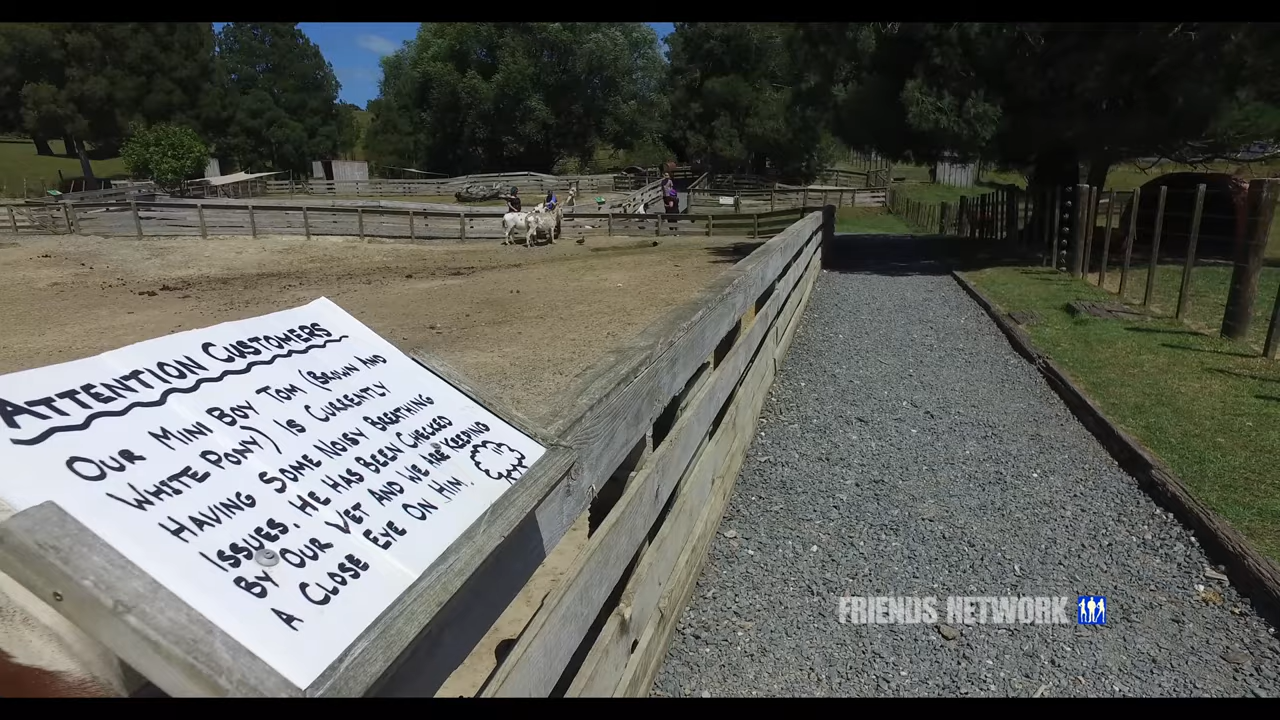 ATTENTION CUSTOMERS
OUR MINI BOY TOM (BROWN AND
WHITE PONY) IS CURRENTLY
HAVING SOME NOISY BREATHING
ISSUES. HE HAS BEEN CHECKED
BY OUR VET AND WE ARE KEEPING
A CLOSE EYE ON HIM.
FRIENDS NETWORK